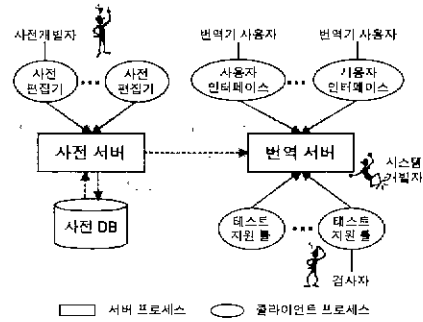 사전개발자
번역기 사용자
번역기 사용자
사전
편집기
사전
편집기
사용자
인터페이스
사용자
인터페이스
사전 서버
번역 서버
시스템
개발자
사전 DB
테스트
지원 툴
테스트
지원 툴
검사자
서버 프로세스
클라이언트 프로세스